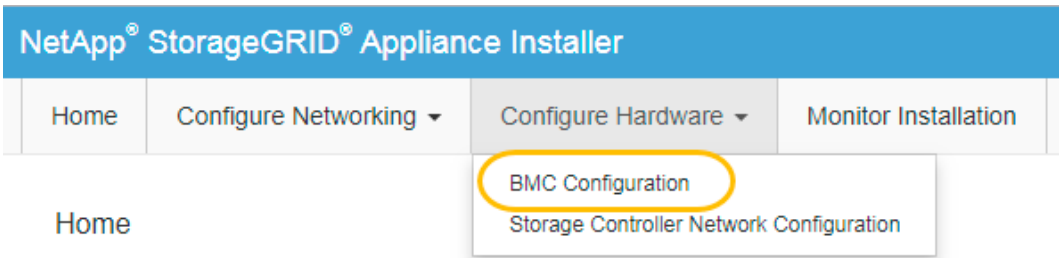 NetApp® StorageGRID® Appliance Installer
Home Configure Networking Configure Hardware Monitor Installation
BMC Configuration
Home
Storage Controller Network Configuration